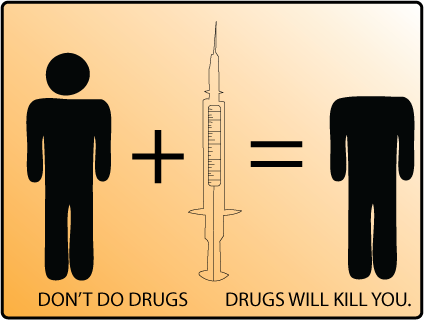 + =
DON'T DO DRUGS DRUGS WILL KILL YOU.